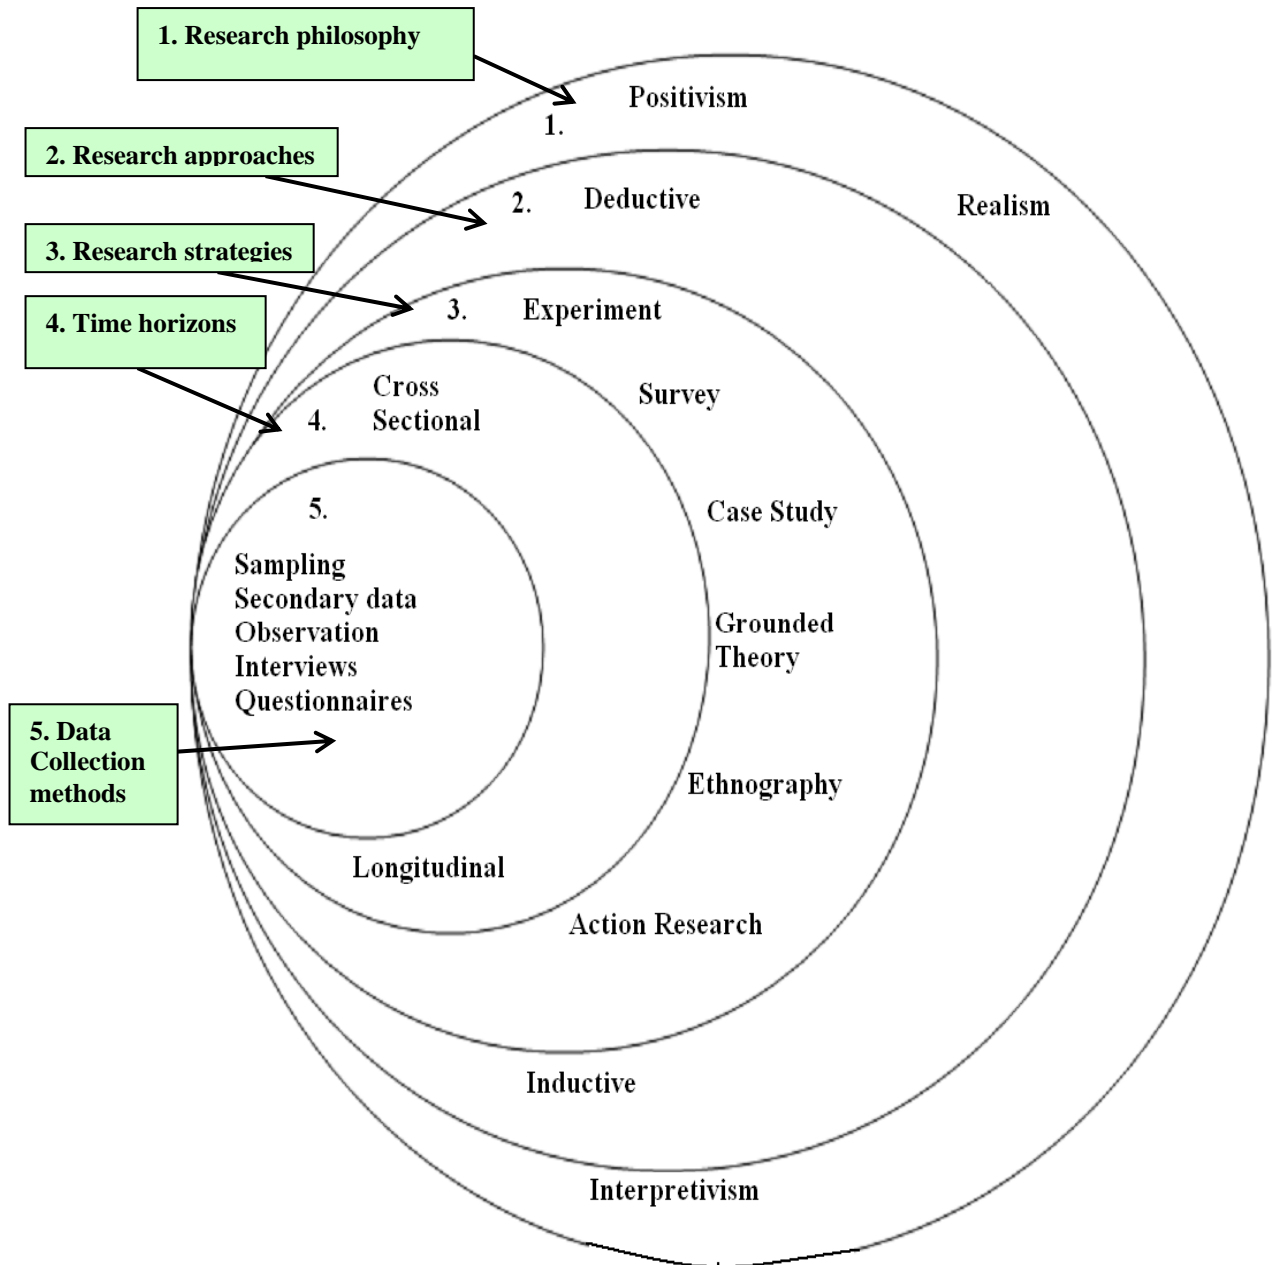 1. Research philosophy
Positivism
1.
2. Research approaches
2.
Deductive
Realism
3. Research strategies
3.
Experiment
4. Time horizons
Cross
Sectional
4.
Survey
5.
Case Study
Sampling
Secondary data
Observation
Interviews
Questionnaires
Grounded
Theory
5. Data
Collection
methods
Ethnography
Longitudinal
Action Research
Inductive
Interpretivism